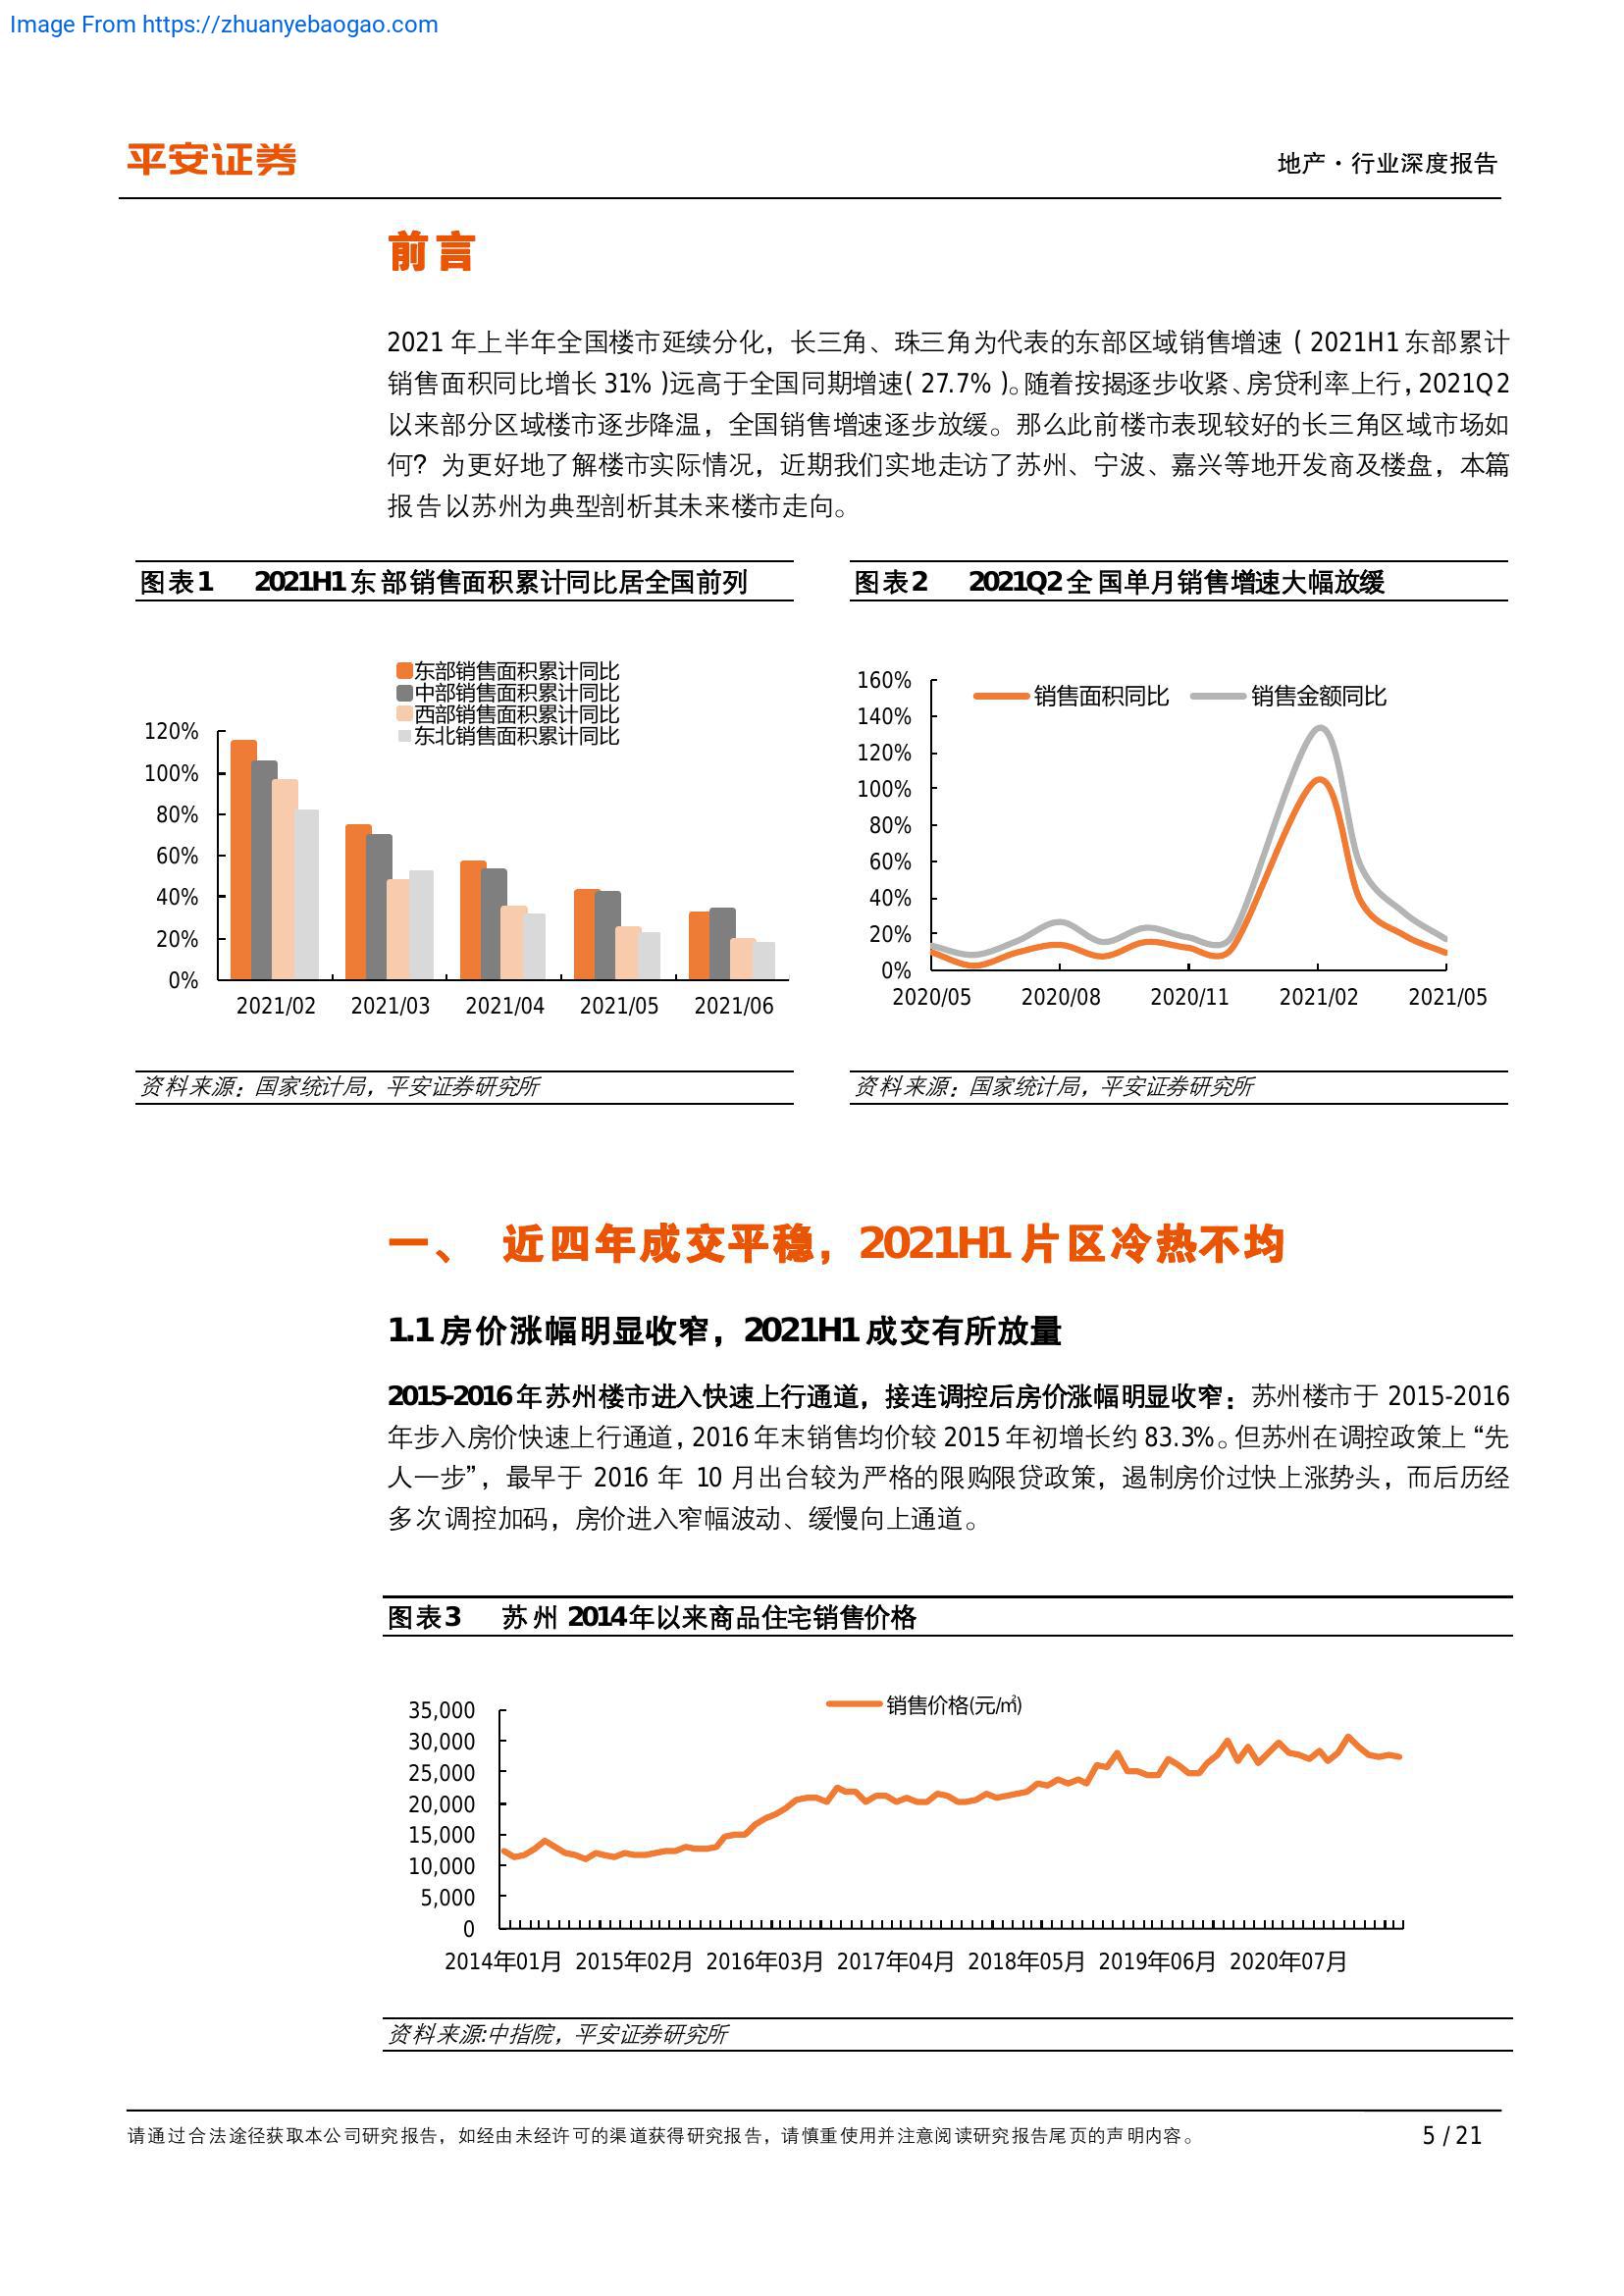 Image From https://zhuanyebaogao.com
平安证券
地产·行业深度报告
前言
2021 年上半年全国楼市延续分化，长三角、珠三角为代表的东部区域销售增速（2021H1 东部累计
销售面积同比增长 31%）远高于全国同期增速（27.7%）。随着按揭逐步收紧、房贷利率上行，2021Q2
以来部分区域楼市逐步降温，全国销售增速逐步放缓。那么此前楼市表现较好的长三角区域市场如
何？为更好地了解楼市实际情况，近期我们实地走访了苏州、宁波、嘉兴等地开发商及楼盘，本篇
报告以苏州为典型剖析其未来楼市走向。
图表1 2021H1东部销售面积累计同比居全国前列
东部销售面积累计同比
中部销售面积累计同比
西部销售面积累计同比
东北销售面积累计同比
120%
100%
80%
60%
40%
20%
0%
2021/02 2021/03 2021/04 2021/05 2021/06
资料来源：国家统计局，平安证券研究所
图表2 2021Q2全国单月销售增速大幅放缓
销售面积同比 销售金额同比
160%
140%
120%
100%
80%
60%
40%
20%
0%
2020/05 2020/08 2020/11 2021/02 2021/05
资料来源：国家统计局，平安证券研究所
一、 近四年成交平稳，2021H1 片区冷热不均
1.1 房价涨幅明显收窄，2021H1 成交有所放量
2015-2016 年苏州楼市进入快速上行通道，接连调控后房价涨幅明显收窄：苏州楼市于 2015-2016
年步入房价快速上行通道，2016 年末销售均价较 2015 年初增长约 83.3%。但苏州在调控政策上“先
人一步”，最早于 2016 年 10 月出台较为严格的限购限贷政策，遏制房价过快上涨势头，而后历经
多次调控加码，房价进入窄幅波动、缓慢向上通道。
图表3 苏州 2014年以来商品住宅销售价格
销售价格(元/㎡)
35,000
30,000
25,000
20,000
15,000
10,000
5,000
0
2014年01月 2015年02月 2016年03月 2017年04月 2018年05月 2019年06月 2020年07月
资料来源:中指院，平安证券研究所
请通过合法途径获取本公司研究报告，如经由未经许可的渠道获得研究报告，请慎重使用并注意阅读研究报告尾页的声明内容。
5 / 21